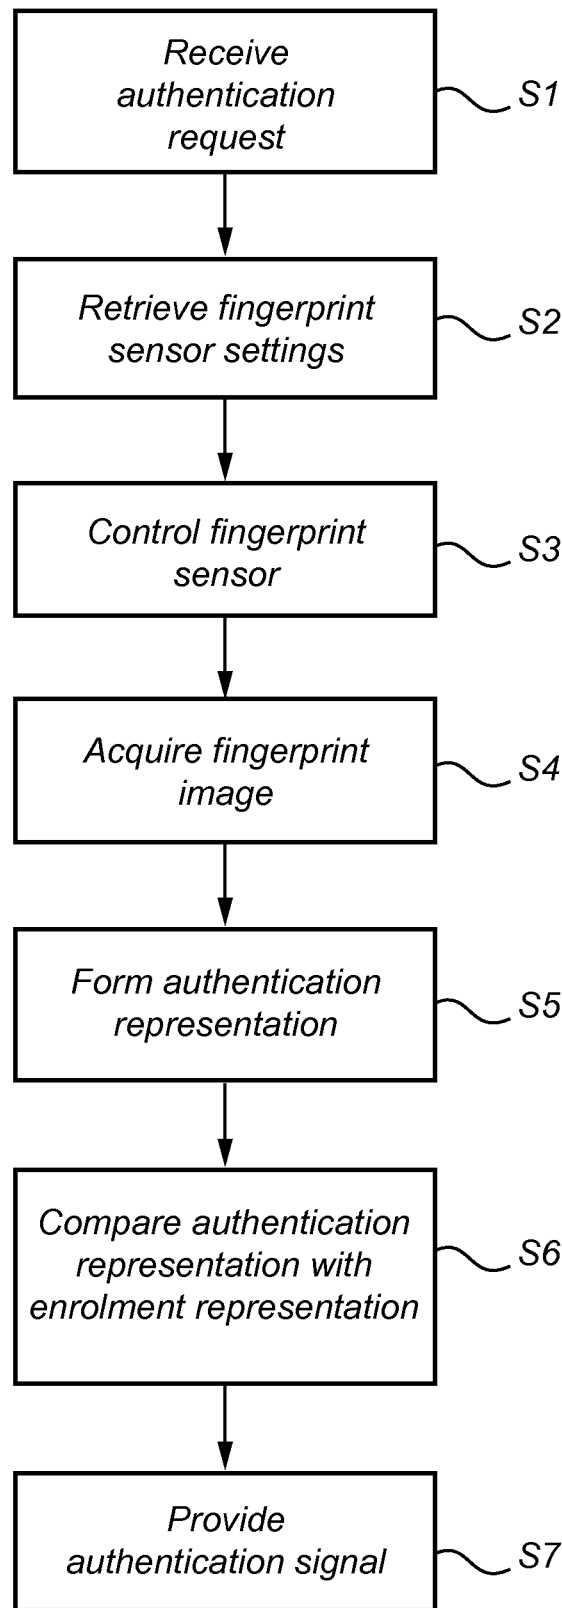 Receive
authentication
request
S1
Retrieve fingerprint
sensor settings
S2
Control fingerprint
sensor
S3
Acquire fingerprint
image
S4
Form authentication
representation
S5
Compare authentication
representation with
enrolment representation
S6
Provide
authentication signal
S7